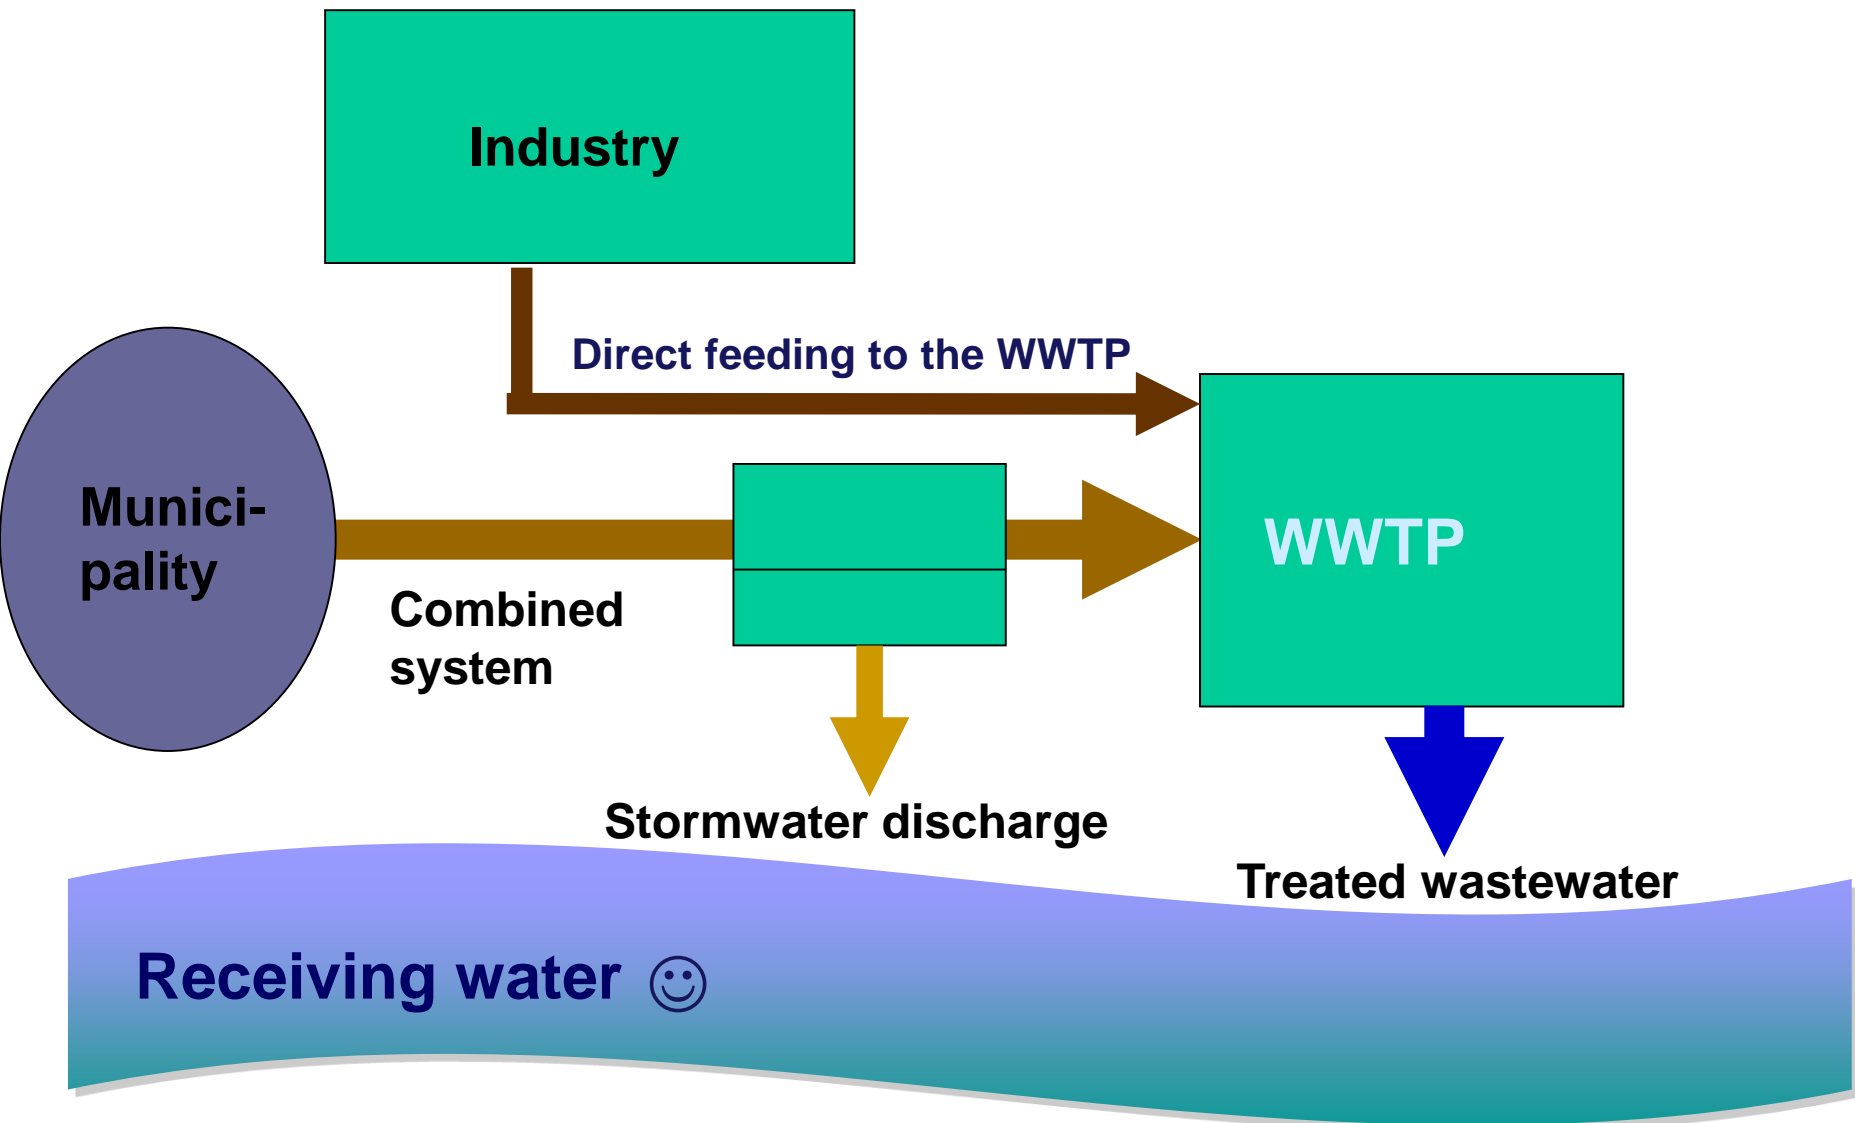 Industry
Direct feeding to the WWTP
Munici-
pality
WWTP
Combined
system
Stormwater discharge
Treated wastewater
Receiving water ☺